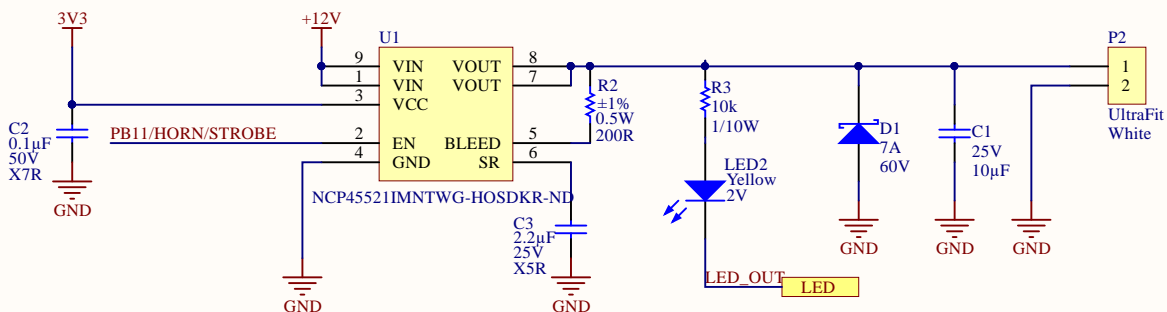 3V3
+12V
U1
P2
9 VIN VOUT 8
1 VIN VOUT 7
3 VCC
2 EN BLEED 5
4 GND SR 6
NCP45521IMNTWG-HOSDKR-ND
C2
0.1µF
50V
X7R
GND
PB11/HORN/STROBE
GND
R2
±1%
0.5W
200R
C3
2.2µF
25V
X5R
GND
R3
10k
1/10W
LED2
Yellow
2V
LED_OUT
LED
D1
7A
60V
GND
C1
25V
10µF
GND
1
2
UltraFit
White
GND